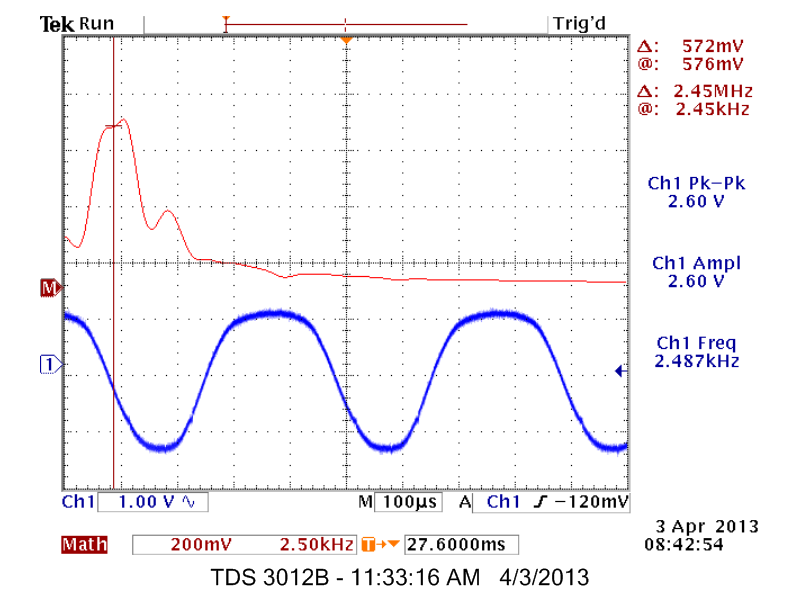 Tek Run Trig'd
Δ: 572mV
@: 576mV
Δ: 2.45MHz
@: 2.45kHz
Ch1 Pk-Pk
2.60 V
Ch1 Ampl
2.60 V
Ch1 Freq
2.487kHz
M
1
Ch1 1.00 V M 100µs A Ch1 -120mV
3 Apr 2013
Math 200mV 2.50kHz T 27.6000ms 08:42:54
TDS 3012B - 11:33:16 AM 4/3/2013